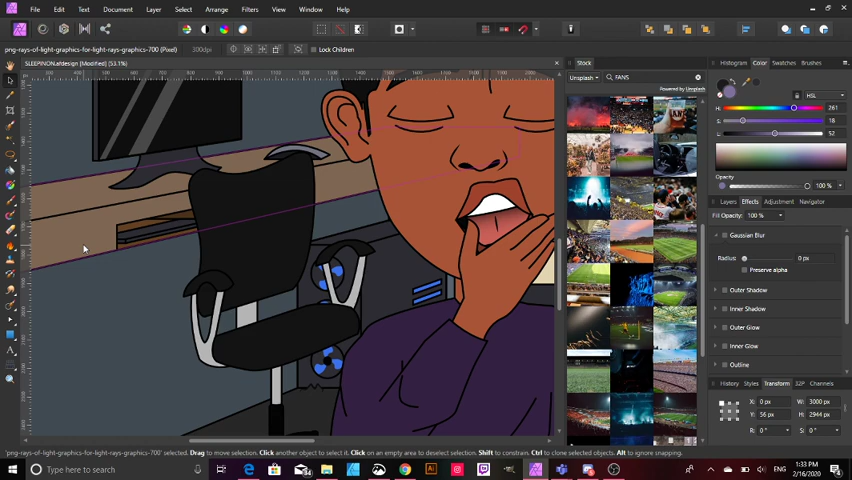 File Edit Text Document Layer Select Arrange Filters View Window Help
png-rays-of-light-graphics-for-light-rays-graphics-700 (Pixel) 300dpi Lock Children
SLEEPINON.afdesign [Modified] (53.1%)
Stock
Unsplash FANS
Powered by Unsplash
Histogram Color Swatches Brushes
HSL
H: 261
S: 18
L: 52
Opacity
100 %
Layers Effects Adjustment Navigator
Fill Opacity: 100 %
Gaussian Blur
Radius: 0 px
Preserve alpha
Outer Shadow
Inner Shadow
Outer Glow
Inner Glow
Outline
History Styles Transform 32P Channels
X: 0 px W: 3000 px
Y: 56 px H: 2944 px
R: 0 ° S: 0 °
'png-rays-of-light-graphics-for-light-rays-graphics-700' selected. Drag to move selection. Click another object to select it. Click on an empty area to deselect selection. Shift to constrain. Ctrl to clone selected objects. Alt to ignore snapping.
Type here to search
ENG
1:33 PM
2/16/2020